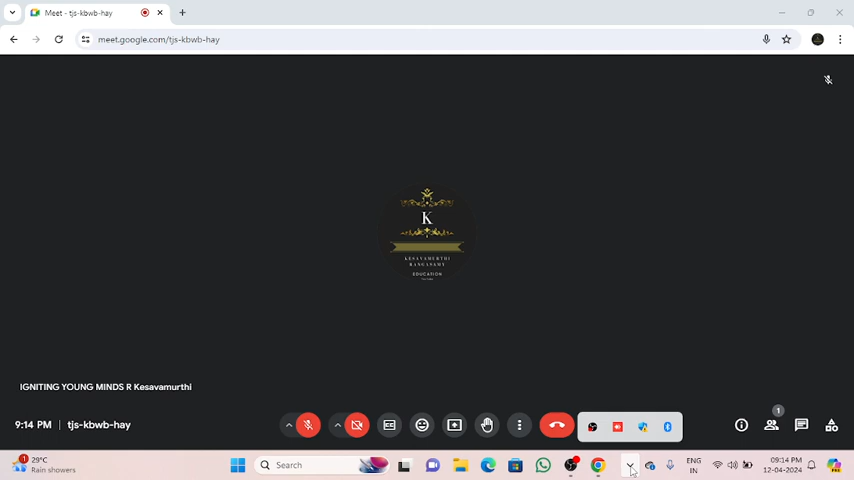 Meet - tjs-kbwb-hay
meet.google.com/tjs-kbwb-hay
K
KESAVAMURTHI
RANGASAMY
EDUCATION
IGNITING YOUNG MINDS R Kesavamurthi
9:14 PM | tjs-kbwb-hay
1
1
29°C
Rain showers
Search
ENG
IN
09:14 PM
12-04-2024